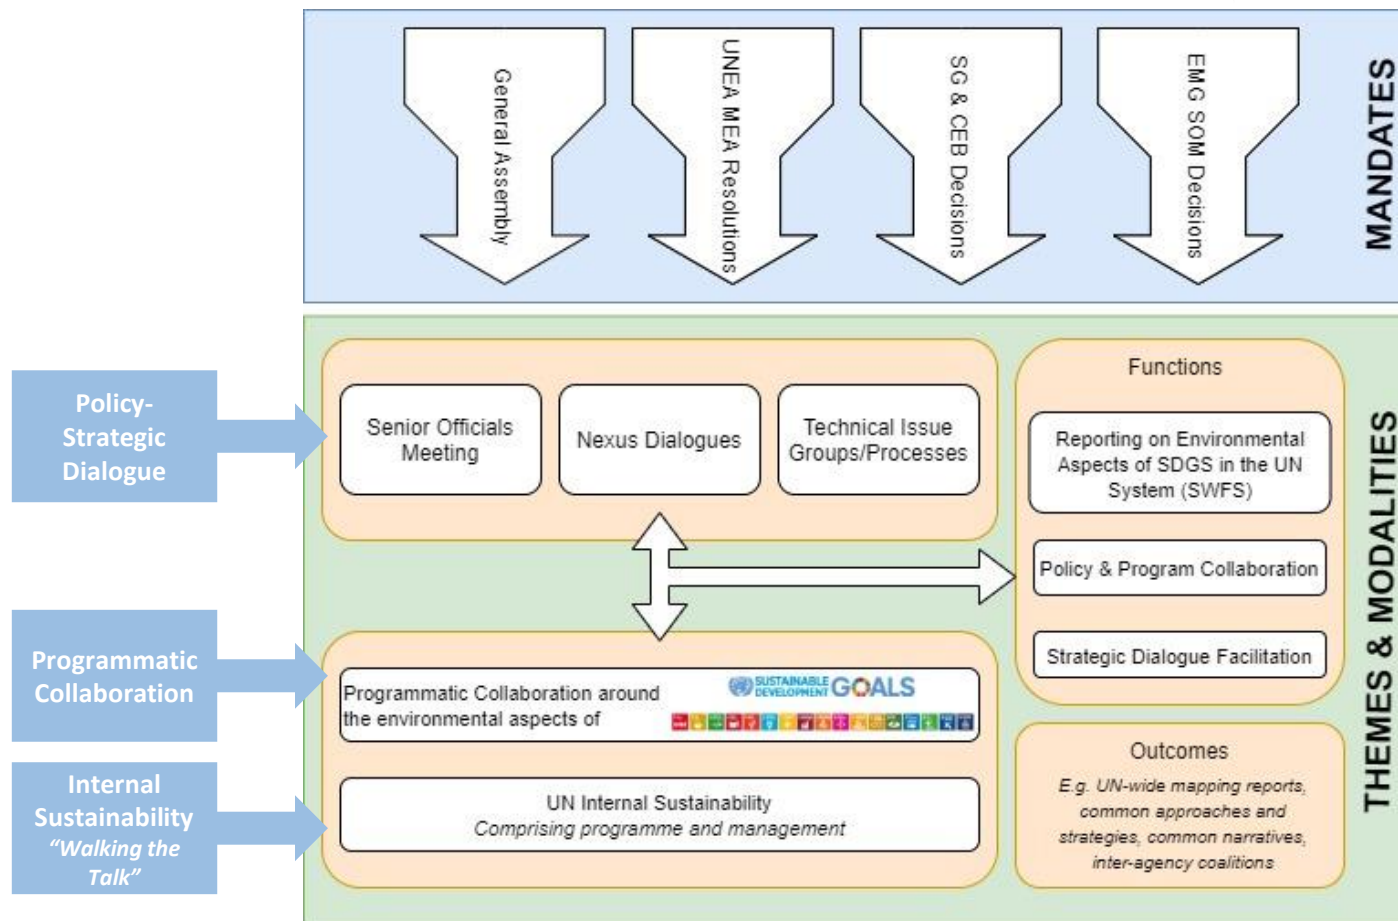 General Assembly
UNEA MEA Resolutions
SG & CEB Decisions
EMG SOM Decisions
MANDATES
Policy-
Strategic
Dialogue
Senior Officials
Meeting
Nexus Dialogues
Technical Issue
Groups/Processes
Functions
Reporting on Environmental
Aspects of SDGS in the UN
System (SWFS)
Policy & Program Collaboration
Strategic Dialogue Facilitation
THEMES & MODALITIES
Programmatic
Collaboration
Programmatic Collaboration around
the environmental aspects of
SUSTAINABLE
DEVELOPMENT GOALS
Internal
Sustainability
“Walking the
Talk”
UN Internal Sustainability
Comprising programme and management
Outcomes
E.g. UN-wide mapping reports,
common approaches and
strategies, common narratives,
inter-agency coalitions